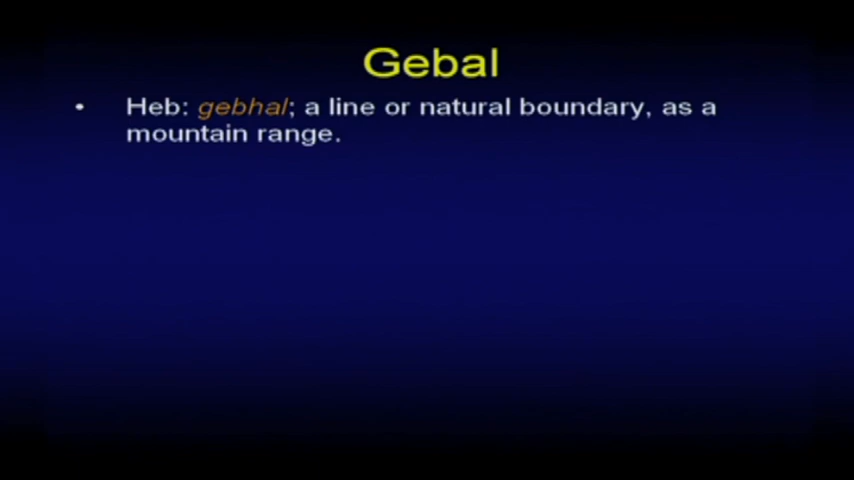 Gebal
• Heb: gebhal; a line or natural boundary, as a
mountain range.